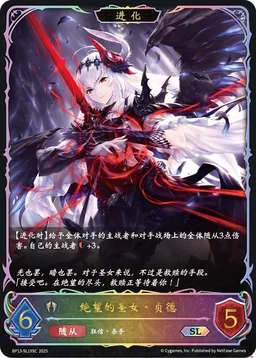 进化
【进化时】给予全体对手的主战者和对手战场上的全体随从3点伤
害。自己的主战者+3。
光也罢，暗也罢。对于圣女来说，不过是救赎的手段。
「接受吧。在绝望的尽头，救赎正等待着你！」
绝望的圣女·贞德
6
5
随从
狂信·杀手
SL
BP13-SL19SC 2025
© Cygames, Inc. Published by NetEase Games